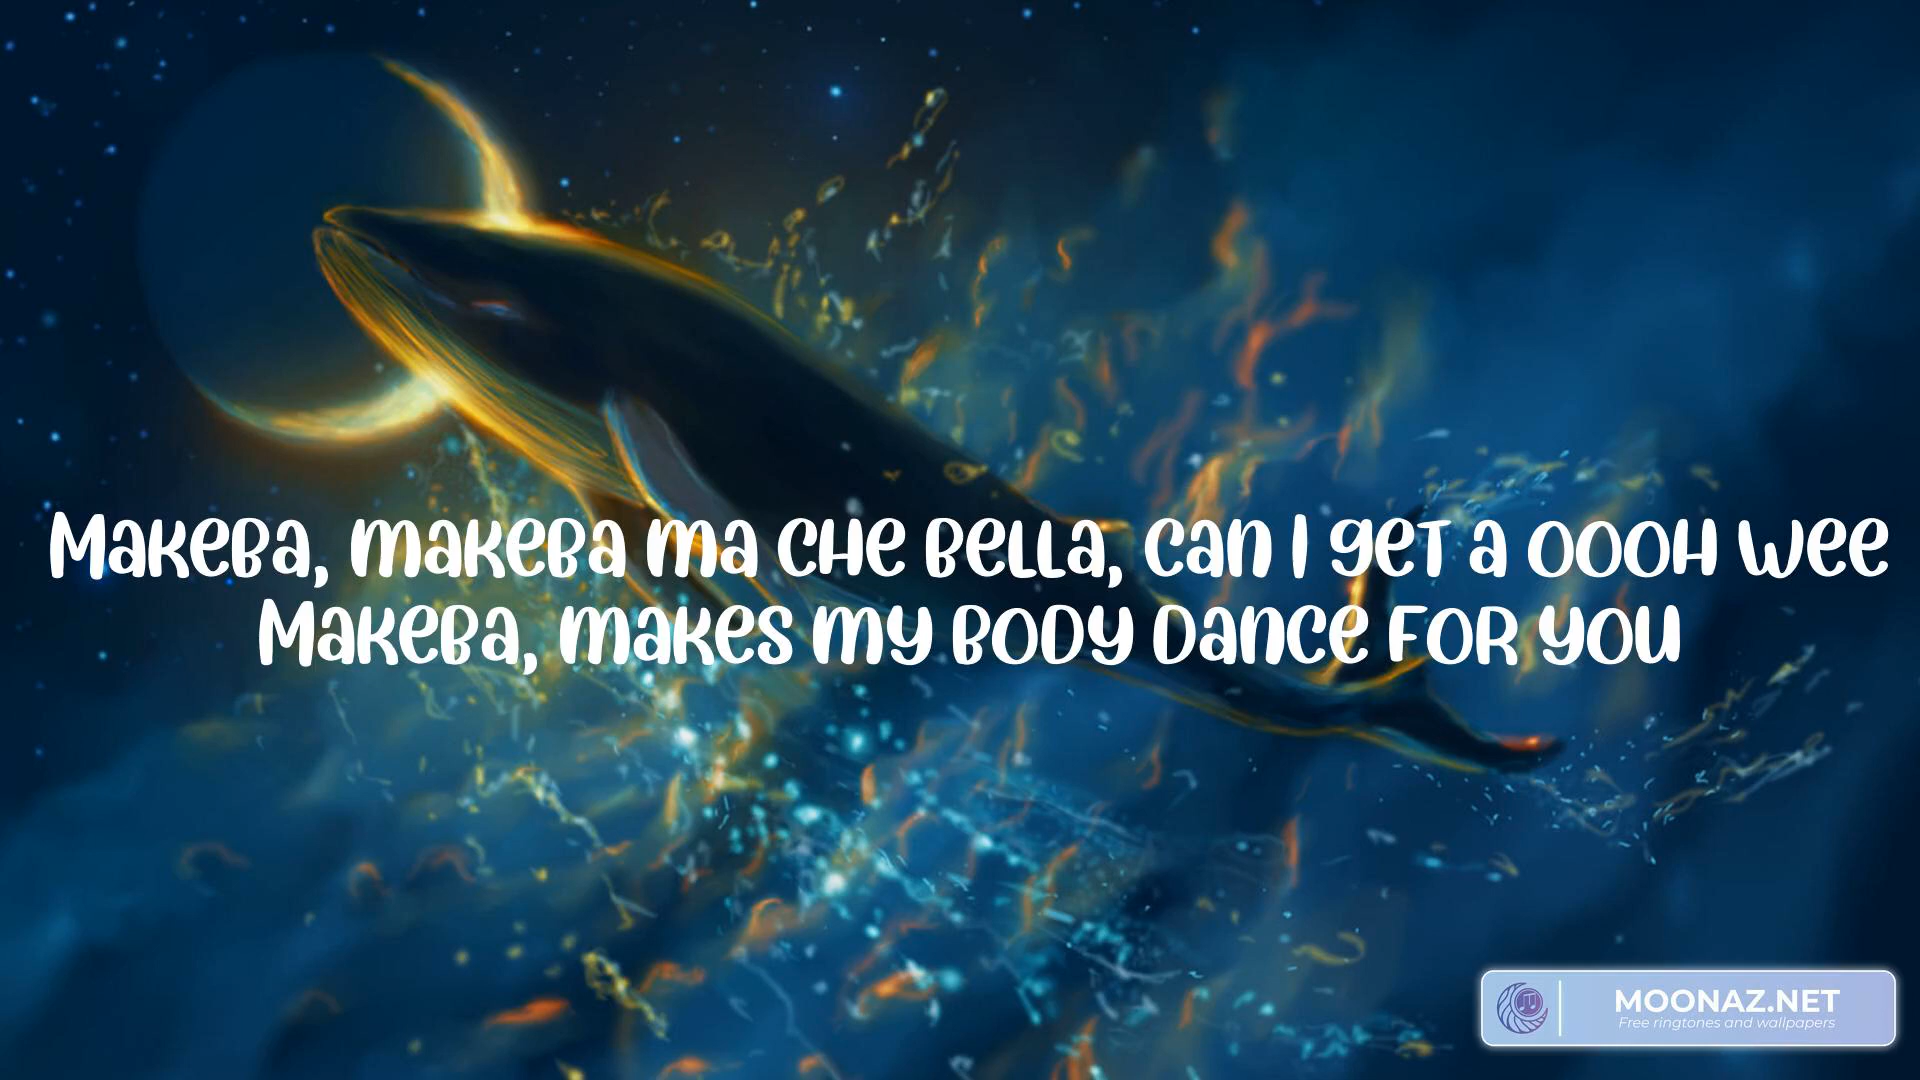 Makeba, makeba ma che bella, can I get a oooh wee
Makeba, makes my body dance for you
MOONAZ.NET
Free ringtones and wallpapers